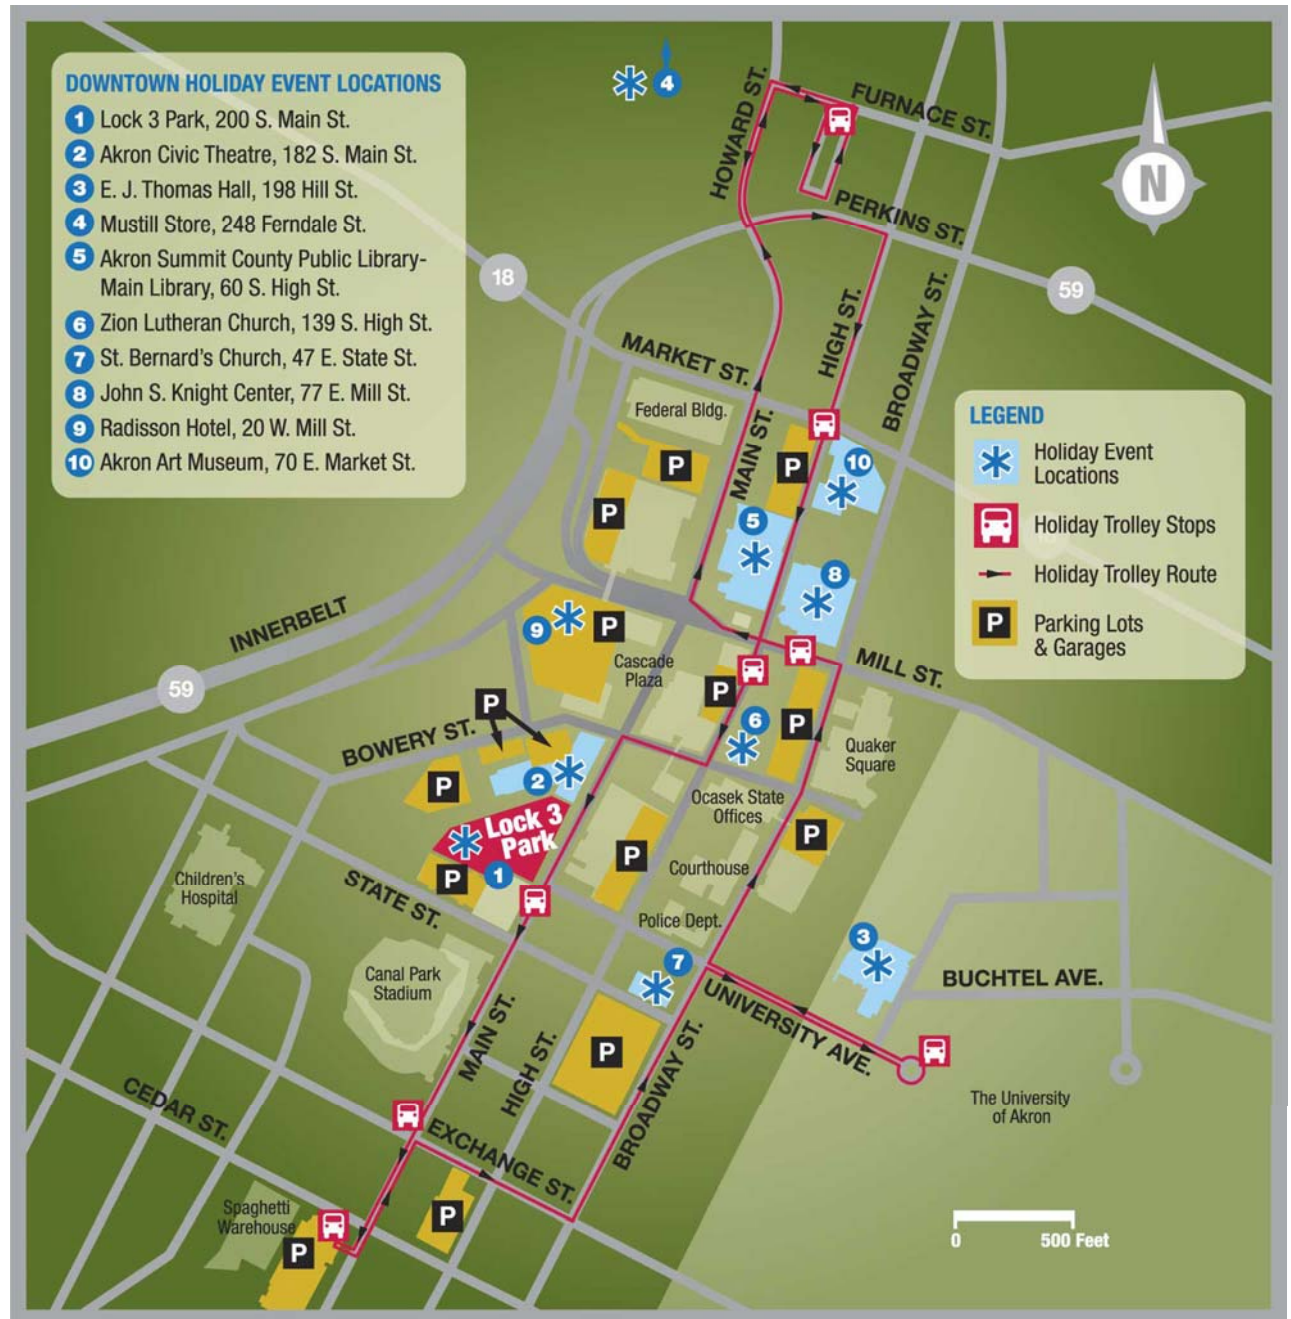 DOWNTOWN HOLIDAY EVENT LOCATIONS
1 Lock 3 Park, 200 S. Main St.
2 Akron Civic Theatre, 182 S. Main St.
3 E. J. Thomas Hall, 198 Hill St.
4 Mustill Store, 248 Ferndale St.
5 Akron Summit County Public Library-
Main Library, 60 S. High St.
6 Zion Lutheran Church, 139 S. High St.
7 St. Bernard's Church, 47 E. State St.
8 John S. Knight Center, 77 E. Mill St.
9 Radisson Hotel, 20 W. Mill St.
10 Akron Art Museum, 70 E. Market St.
4
HOWARD ST.
FURNACE ST.
N
PERKINS ST.
18
59
HIGH ST.
BROADWAY ST.
MARKET ST.
Federal Bldg.
MAIN ST.
P
P
10
P
5
8
LEGEND
Holiday Event
Locations
Holiday Trolley Stops
18
Holiday Trolley Route
P
Parking Lots
& Garages
INNERBELT
59
9
P
Cascade
Plaza
MILL ST.
P
P
6
P
Quaker
Square
BOWERY ST.
2
P
Ocasek State
Offices
Lock 3
Park
P
P
Courthouse
1
P
Children's
Hospital
STATE ST.
Police Dept.
3
7
Canal Park
Stadium
BUCHTEL AVE.
UNIVERSITY AVE.
MAIN ST.
HIGH ST.
P
BROADWAY ST.
The University
of Akron
CEDAR ST.
EXCHANGE ST.
Spaghetti
Warehouse
P
P
0 500 Feet